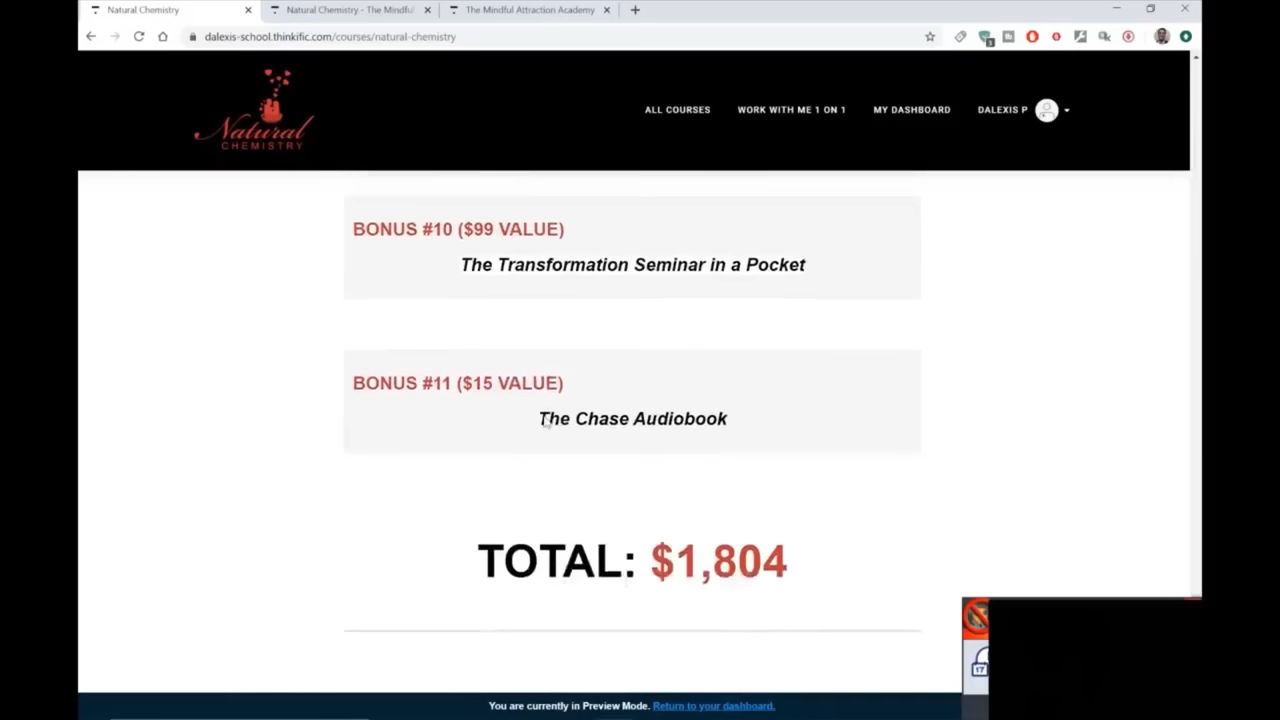 Natural Chemistry
Natural Chemistry - The Mindful
The Mindful Attraction Academy
dalexis-school.thinkific.com/courses/natural-chemistry
Natural
CHEMISTRY
ALL COURSES
WORK WITH ME 1 ON 1
MY DASHBOARD
DALEXIS P
BONUS #10 ($99 VALUE)
The Transformation Seminar in a Pocket
BONUS #11 ($15 VALUE)
The Chase Audiobook
TOTAL: $1,804
17
You are currently in Preview Mode. Return to your dashboard.